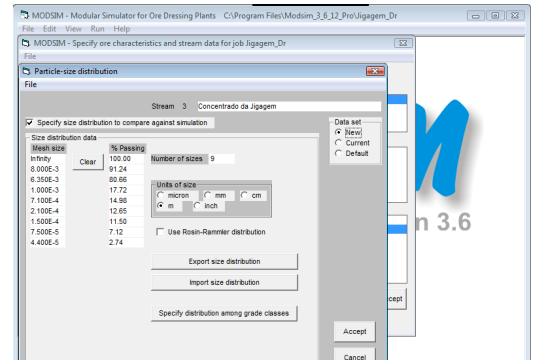 MODSIM - Modular Simulator for Ore Dressing Plants C:\Program Files\Modsim_3_6_12_Pro\Jigagem_Dr
File Edit View Run Help
MODSIM - Specify ore characteristics and stream data for job Jigagem_Dr
File
Particle-size distribution
File
Stream 3 Concentrado da Jigagem
Specify size distribution to compare against simulation
Data set
New
Current
Default
Size distribution data
Mesh size % Passing
Infinity 100.00
Clear
Number of sizes 9
8.000E-3 91.24
6.350E-3 80.66
1.000E-3 17.72
7.100E-4 14.98
2.100E-4 12.65
1.500E-4 11.50
7.500E-5 7.12
4.400E-5 2.74
Units of size
micron mm cm
m inch
Use Rosin-Rammler distribution
Export size distribution
Import size distribution
Specify distribution among grade classes
Accept
Cancel
M
n 3.6
cept